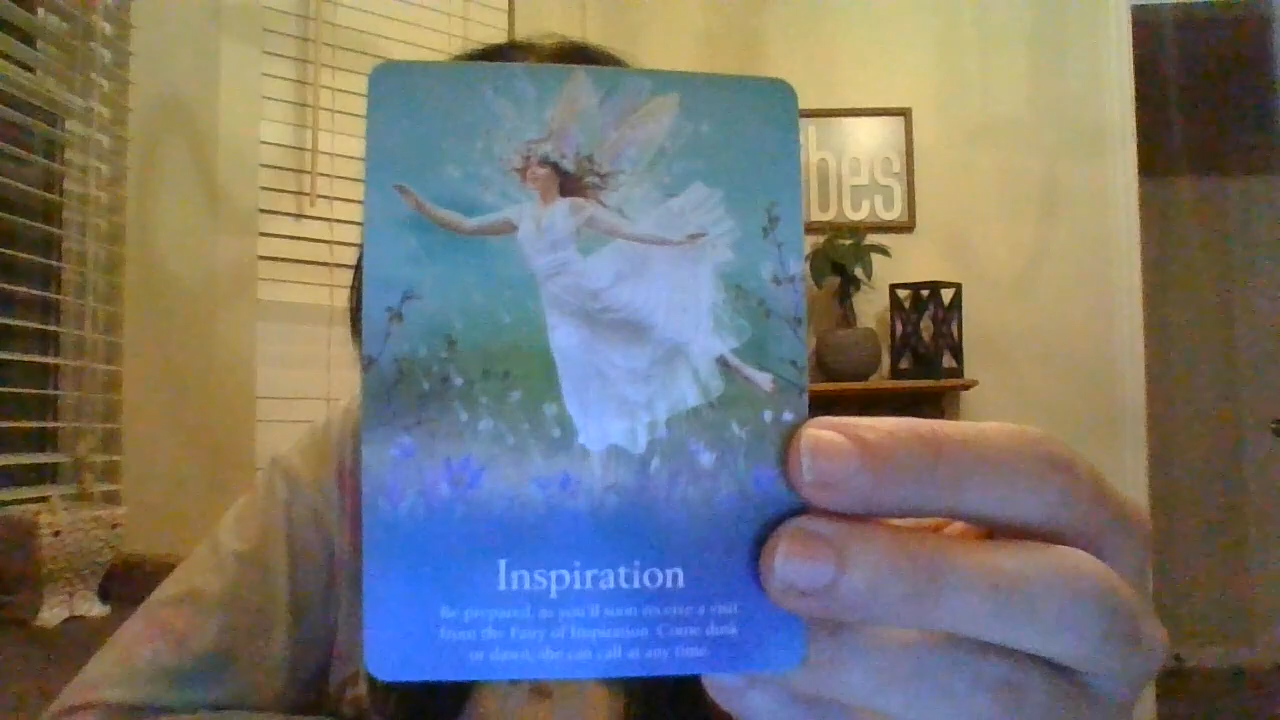 bes
Inspiration
Be prepared, as you'll soon receive a visit
from the Fairy of Inspiration. Come dusk
or dawn, she can call at any time.